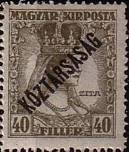 MAGYAR KIR. POSTA
KÖZTÁRSASÁG
ZITA
40 FILLÉR 40